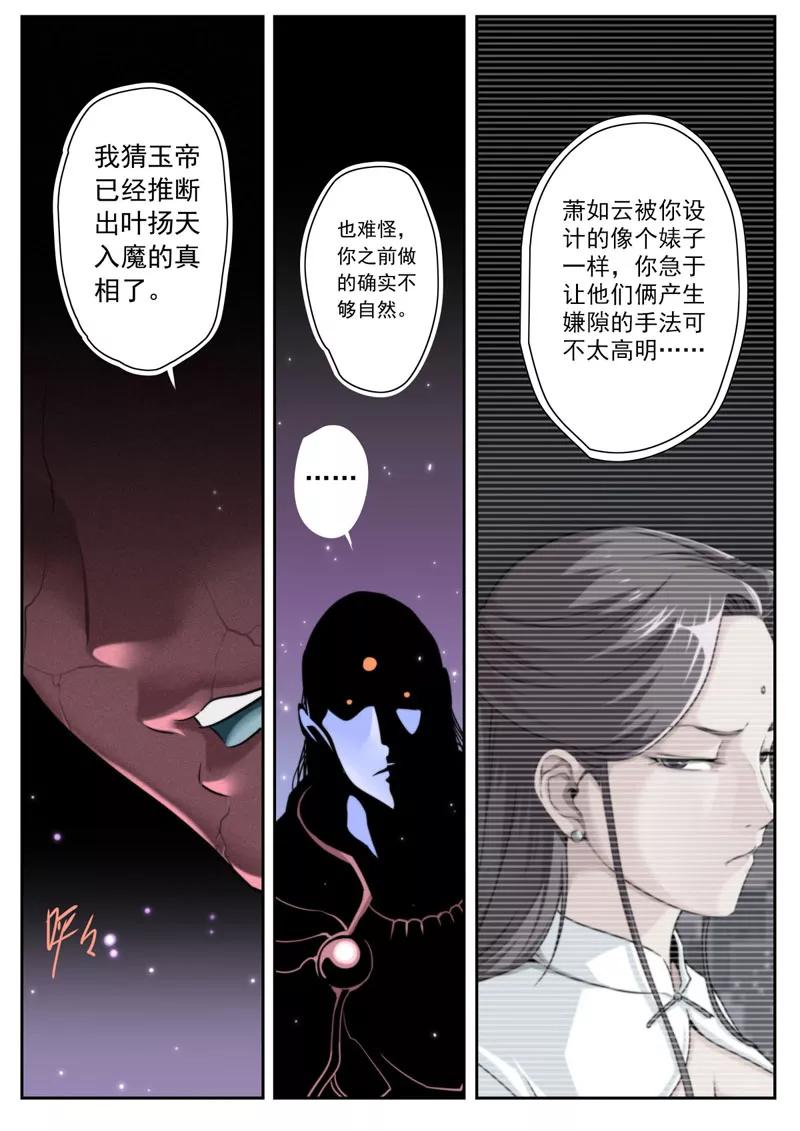 我猜玉帝
已经推断
出叶扬天
入魔的真
相了。
也难怪，
你之前做
的确实不
够自然。
……
萧如云被你设
计的像个婊子
一样，你急于
让他们俩产生
嫌隙的手法可
不太高明……
呼々